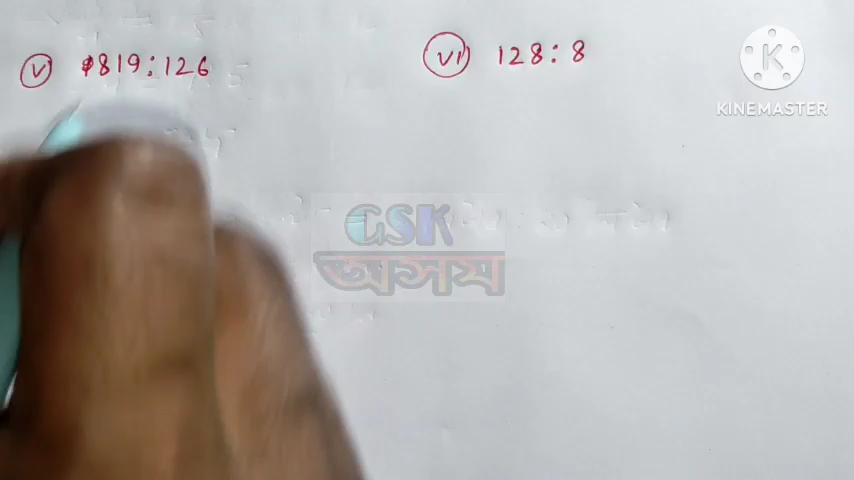 (v) 819:126
(vi) 128:8
KINEMASTER
GSK
অসম